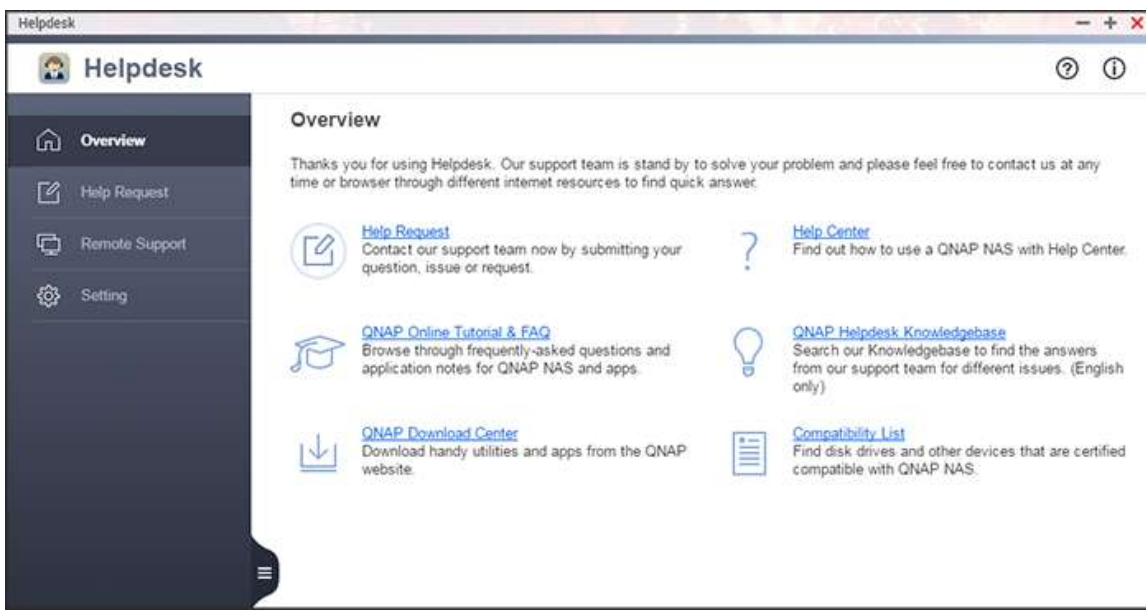 Helpdesk
Helpdesk
Overview
Help Request
Remote Support
Setting
Overview
Thanks you for using Helpdesk. Our support team is stand by to solve your problem and please feel free to contact us at any
time or browser through different internet resources to find quick answer.
Help Request
Contact our support team now by submitting your
question, issue or request.
Help Center
Find out how to use a QNAP NAS with Help Center.
QNAP Online Tutorial & FAQ
Browse through frequently-asked questions and
application notes for QNAP NAS and apps.
QNAP Helpdesk Knowledgebase
Search our Knowledgebase to find the answers
from our support team for different issues. (English
only)
QNAP Download Center
Download handy utilities and apps from the QNAP
website.
Compatibility List
Find disk drives and other devices that are certified
compatible with QNAP NAS.